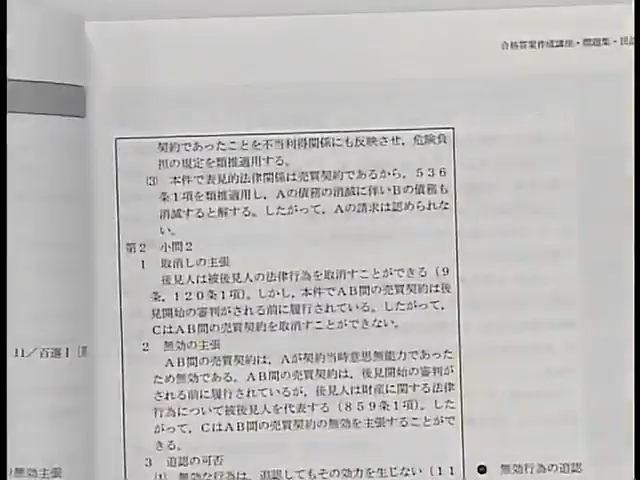 合格答案作成講座・問題集・民
契約であったことを不当利得関係にも反映させ，危険負
担の規定を類推適用する。
(3) 本件で表見的法律関係は売買契約であるから，５３６
条１項を類推適用し，Ａの債務の消滅に伴いＢの債務も
消滅すると解する。したがって，Ａの請求は認められな
い。
第２ 小問２
１ 取消しの主張
後見人は被後見人の法律行為を取消すことができる（９
条，１２０条１項）。しかし，本件でＡＢ間の売買契約は後
見開始の審判がされる前に履行されている。したがって，
ＣはＡＢ間の売買契約を取消すことができない。
２ 無効の主張
ＡＢ間の売買契約は，Ａが契約当時意思無能力であった
ため無効である。ＡＢ間の売買契約は，後見開始の審判が
される前に履行されているが，後見人は財産に関する法律
行為について被後見人を代表する（８５９条１項）。した
がって，ＣはＡＢ間の売買契約の無効を主張することがで
きる。
３ 追認の可否
(1) 無効な行為は，追認してもその効力を生じない（１１
11／百選Ⅰ
無効主張
● 無効行為の追認